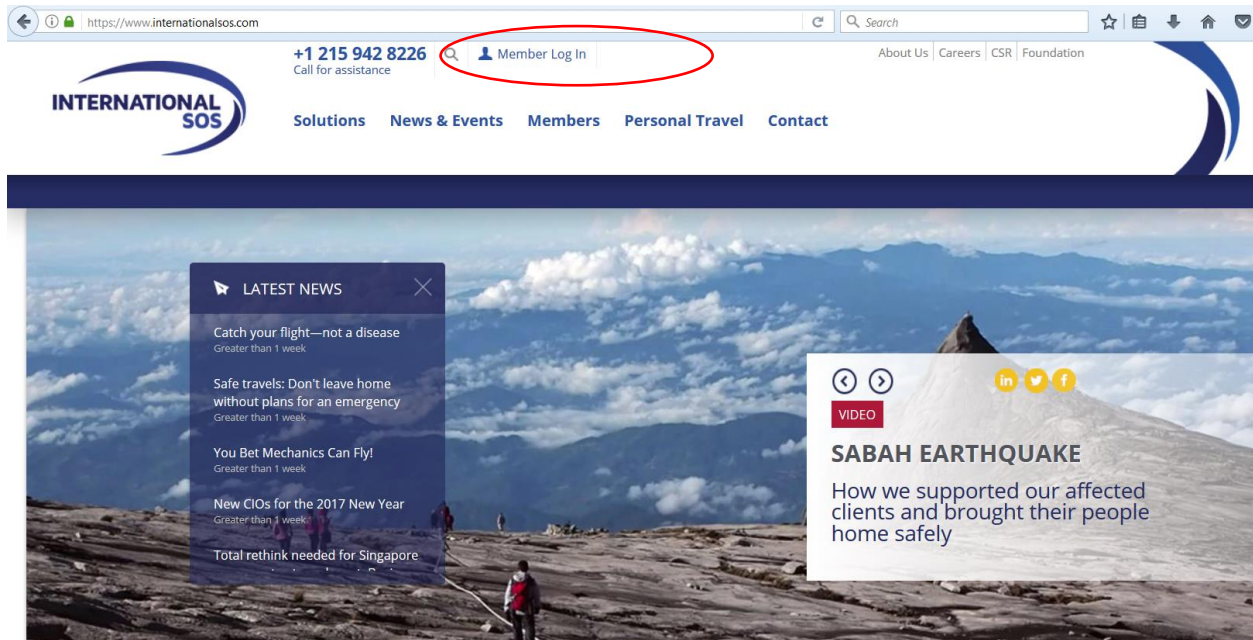 https://www.internationalsos.com
Search
+1 215 942 8226
Member Log In
About Us
Careers
CSR
Foundation
Call for assistance
INTERNATIONAL
SOS
Solutions
News & Events
Members
Personal Travel
Contact
LATEST NEWS
Catch your flight—not a disease
Greater than 1 week
Safe travels: Don't leave home
without plans for an emergency
Greater than 1 week
You Bet Mechanics Can Fly!
Greater than 1 week
New CIOs for the 2017 New Year
Greater than 1 week
Total rethink needed for Singapore
in
f
VIDEO
SABAH EARTHQUAKE
How we supported our affected
clients and brought their people
home safely